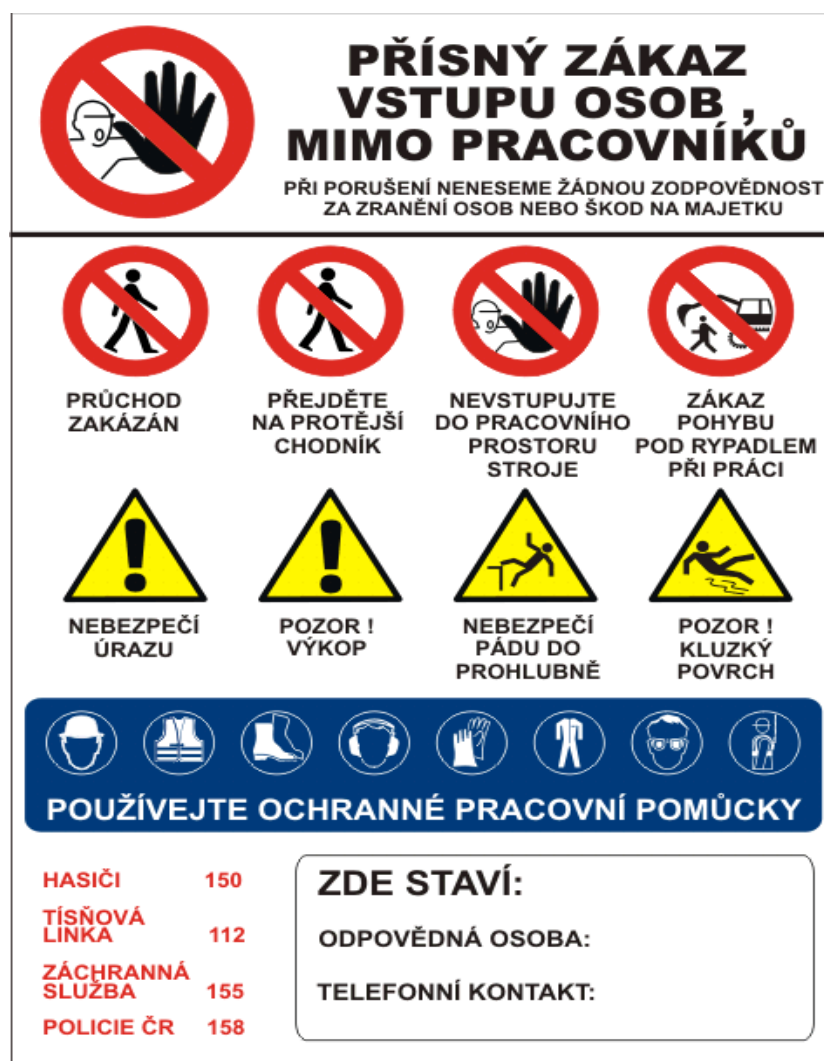 PŘÍSNÝ ZÁKAZ
VSTUPU OSOB ,
MIMO PRACOVNÍKŮ
PŘI PORUŠENÍ NENESEME ŽÁDNOU ZODPOVĚDNOST
ZA ZRANĚNÍ OSOB NEBO ŠKOD NA MAJETKU
PRŮCHOD
ZAKÁZÁN
PŘEJDĚTE
NA PROTĚJŠÍ
CHODNÍK
NEVSTUPUJTE
DO PRACOVNÍHO
PROSTORU
STROJE
ZÁKAZ
POHYBU
POD RYPADLEM
PŘI PRÁCI
NEBEZPEČÍ
ÚRAZU
POZOR !
VÝKOP
NEBEZPEČÍ
PÁDU DO
PROHLUBNĚ
POZOR !
KLUZKÝ
POVRCH
POUŽÍVEJTE OCHRANNÉ PRACOVNÍ POMŮCKY
HASIČI 150
TÍSŇOVÁ
LINKA 112
ZÁCHRANNÁ
SLUŽBA 155
POLICIE ČR 158
ZDE STAVÍ:
ODPOVĚDNÁ OSOBA:
TELEFONNÍ KONTAKT: